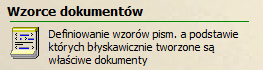 Wzorce dokumentów
Definiowanie wzorów pism. a podstawie
których błyskawicznie tworzone są
właściwe dokumenty